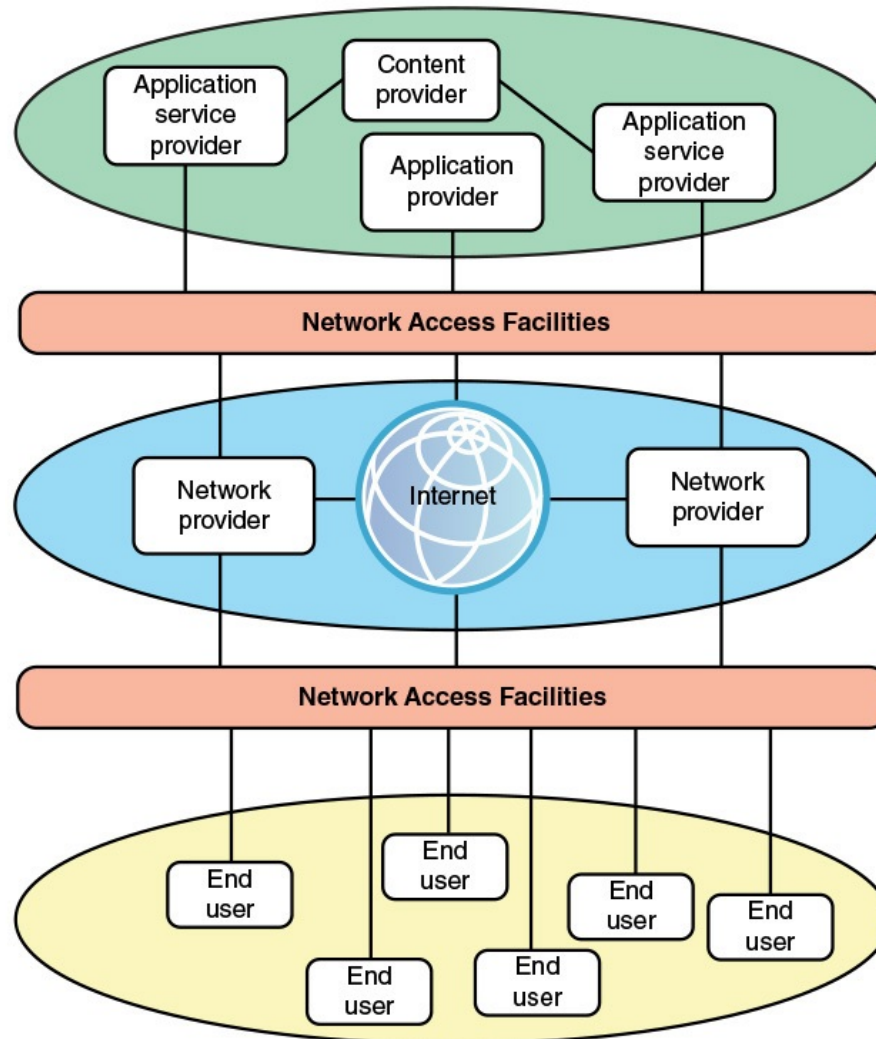 Application
service
provider
Content
provider
Application
provider
Application
service
provider
Network Access Facilities
Network
provider
Internet
Network
provider
Network Access Facilities
End
user
End
user
End
user
End
user
End
user
End
user